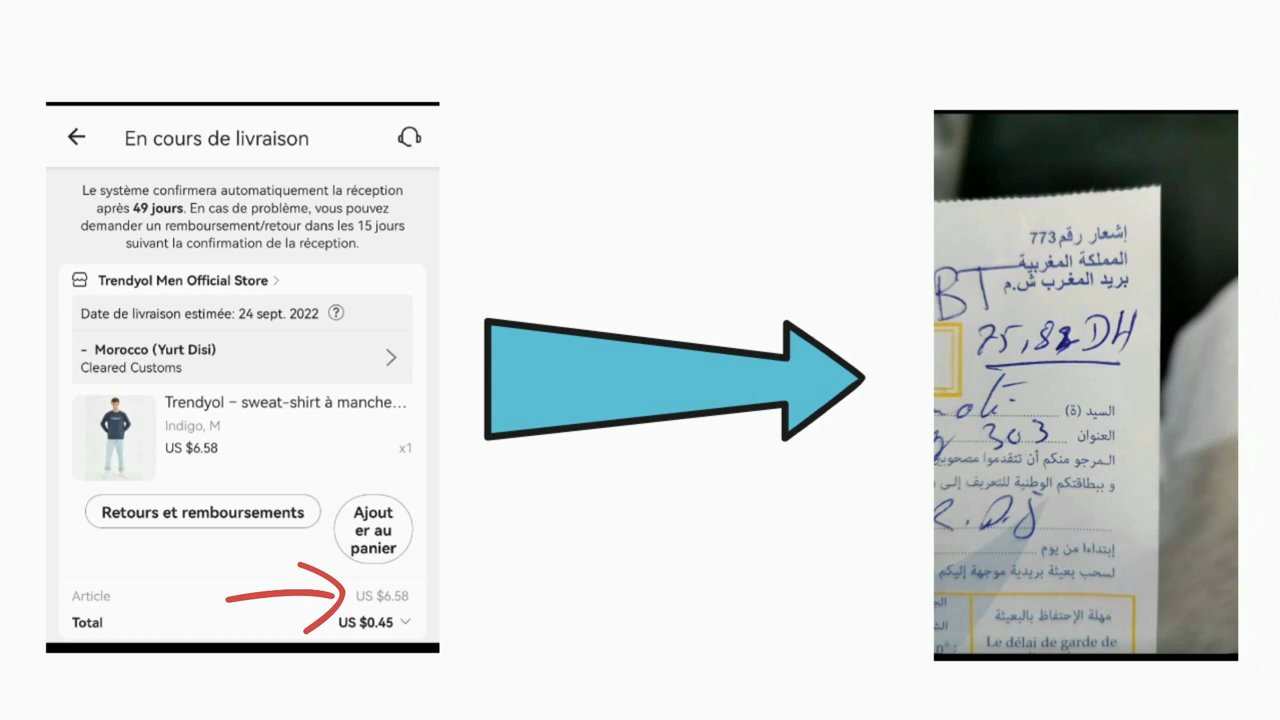 En cours de livraison
Le système confirmera automatiquement la réception
après 49 jours. En cas de problème, vous pouvez
demander un remboursement/retour dans les 15 jours
suivant la confirmation de la réception.
Trendyol Men Official Store
Date de livraison estimée: 24 sept. 2022 ?
- Morocco (Yurt Disi)
Cleared Customs
Trendyol – sweat-shirt à manche...
Indigo, M
US $6.58 x1
Retours et remboursements
Ajout
er au
panier
Article US $6.58
Total US $0.45
إشعار رقم 773
المملكة المغربية
بريد المغرب ش.م
BT
75,82 DH
السيد (ة)
العنوان 303
المرجو منكم أن تتقدموا مصحوبين
و ببطاقتكم الوطنية للتعريف إلى
إبتداءا من يوم
لسحب بعيثة بريدية موجهة إليكم
مهلة الإحتفاظ بالبعيثة
Le délai de garde de